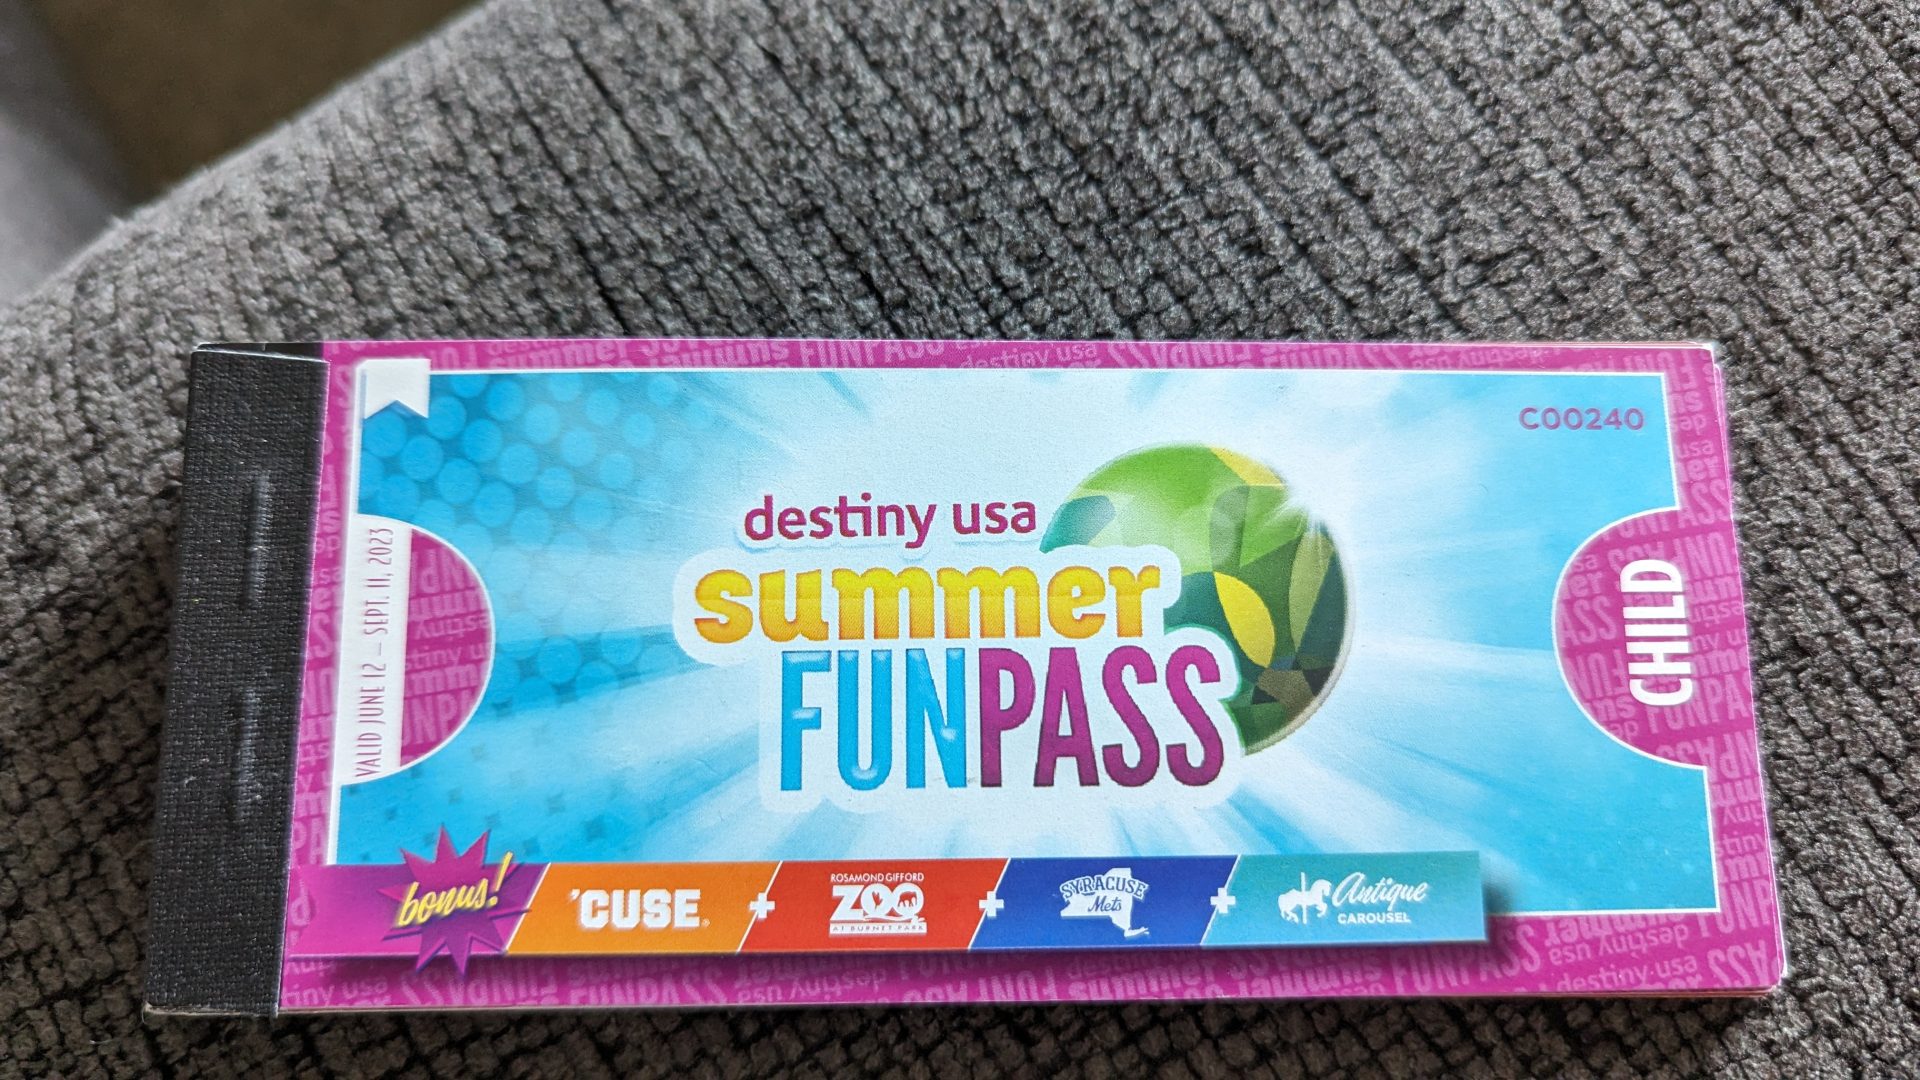 C00240
destiny usa
summer
FUNPASS
VALID JUNE 12 – SEPT. 11, 2023
CHILD
bonus!
'CUSE®
+
ROSAMOND GIFFORD
ZOO
AT BURNET PARK
+
SYRACUSE
Mets
+
Antique
CAROUSEL